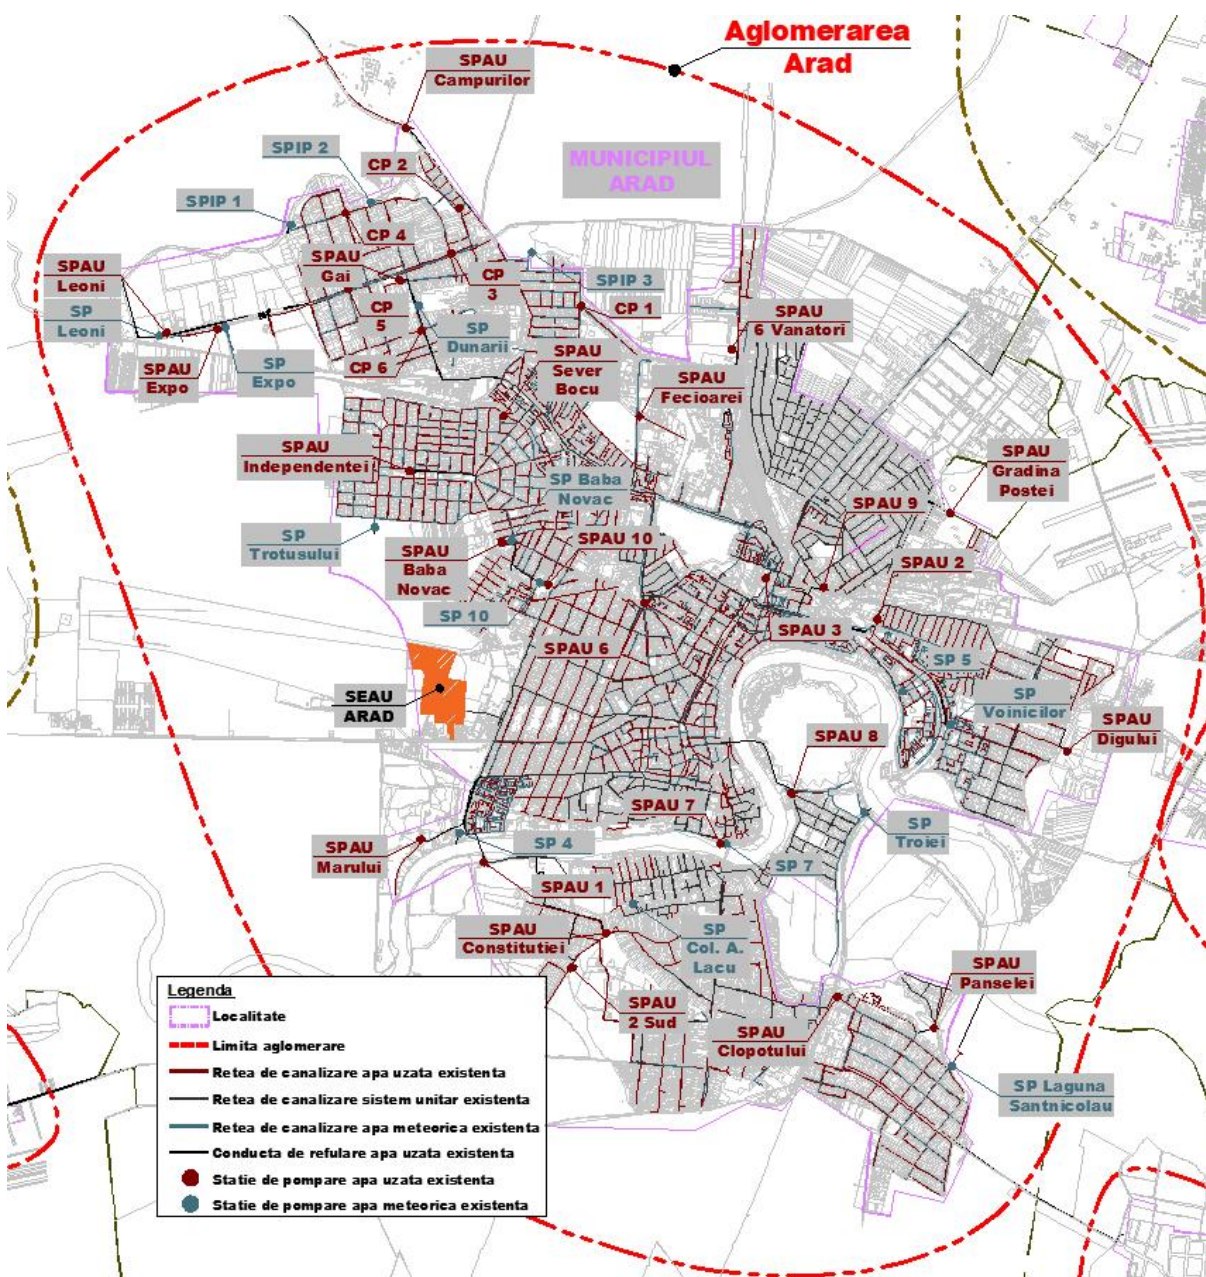 Aglomerarea
Arad
SPAU
Campurilor
MUNICIPIUL
ARAD
SPIP 2
CP 2
SPIP 1
CP 4
SPAU
Leoni
SPAU
Gai
CP
3
SPIP 3
SP
Leoni
CP
5
SP
Dunarii
CP 1
SPAU
6 Vanatori
SPAU
Expo
SP
Expo
CP 6
SPAU
Sever
Bocu
SPAU
Fecioarei
SPAU
Independentei
SP Baba
Novac
SPAU
Gradina
Postei
SPAU 9
SP
Trotusului
SPAU
Baba
Novac
SPAU 10
SPAU 2
SP 10
SPAU 3
SPAU 6
SP 5
SEAU
ARAD
SP
Voinicilor
SPAU
Digului
SPAU 8
SPAU 7
SP
Troiei
SPAU
Marului
SP 4
SP 7
SPAU 1
SPAU
Constitutiei
SP
Col. A.
Lacu
SPAU
Panselei
SPAU
2 Sud
SPAU
Clopotului
SP Laguna
Santnicolau
Legenda
Localitate
Limita aglomerare
Retea de canalizare apa uzata existenta
Retea de canalizare sistem unitar existenta
Retea de canalizare apa meteorica existenta
Conducta de refulare apa uzata existenta
Statie de pompare apa uzata existenta
Statie de pompare apa meteorica existenta